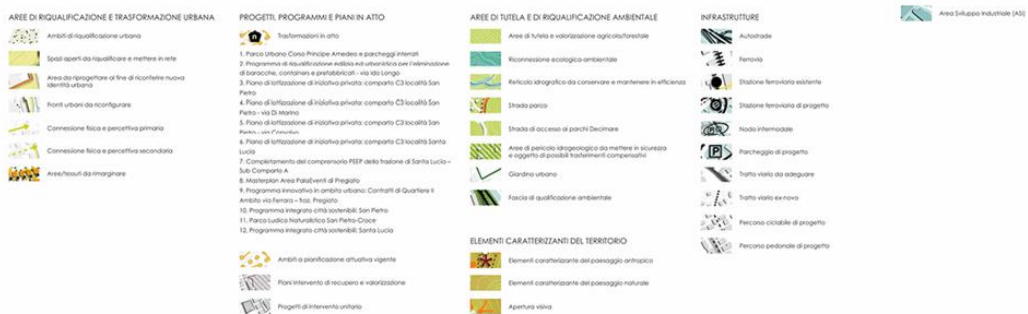 AREE DI RIQUALIFICAZIONE E TRASFORMAZIONE URBANA
Ambiti di riqualificazione urbana
Spazi aperti da riqualificare e mettere in rete
Area da riprogettare al fine di riconferire nuova
identità urbana
Fronti urbani da riconfigurare
Connessione fisica e percettiva primaria
Connessione fisica e percettiva secondaria
Aree/tessuti da rimarginare
PROGETTI, PROGRAMMI E PIANI IN ATTO
Trasformazioni in atto
1. Parco Urbano Corso Principe Amedeo e parcheggi interrati
2. Programma di riqualificazione edilizia ed urbanistica per l'eliminazione
di baracche, containers e prefabbricati - via Ido Longo
3. Piano di lottizzazione di iniziativa privata: comparto C3 località San
Pietro
4. Piano di lottizzazione di iniziativa privata: comparto C3 località San
Pietro - via Di Marino
5. Piano di lottizzazione di iniziativa privata: comparto C3 località San
Pietro - via
6. Piano di lottizzazione di iniziativa privata: comparto C3 località Santa
Lucia
7. Completamento del comprensorio PEEP della frazione di Santa Lucia –
Sub Comparto A
8. Masterplan Area PalaEventi di Pregiato
9. Programma innovativo in ambito urbano: Contratti di Quartiere II
Ambito via Ferrara – fraz. Pregiato
10. Programma integrato città sostenibili: San Pietro
11. Parco Ludico Naturalistico San Pietro-Croce
12. Programma integrato città sostenibili: Santa Lucia
Ambiti a pianificazione attuativa vigente
Piani intervento di recupero e valorizzazione
Progetti di intervento unitario
AREE DI TUTELA E DI RIQUALIFICAZIONE AMBIENTALE
Aree di tutela e valorizzazione agricola/forestale
Riconnessione ecologico-ambientale
Reticolo idrografico da conservare e mantenere in efficienza
Strada parco
Strada di accesso ai parchi Decimare
Aree di pericolo idrogeologico da mettere in sicurezza
e oggetto di possibili trasferimenti compensativi
Giardino urbano
Fascia di qualificazione ambientale
ELEMENTI CARATTERIZZANTI DEL TERRITORIO
Elementi caratterizzante del paesaggio antropico
Elementi caratterizzante del paesaggio naturale
Apertura visiva
INFRASTRUTTURE
Autostrade
Ferrovia
Stazione ferroviaria esistente
Stazione ferroviaria di progetto
Nodo intermodale
Parcheggio di progetto
Tratto viario da adeguare
Tratto viario ex novo
Percorso ciclabile di progetto
Percorso pedonale di progetto
Area Sviluppo Industriale (ASI)